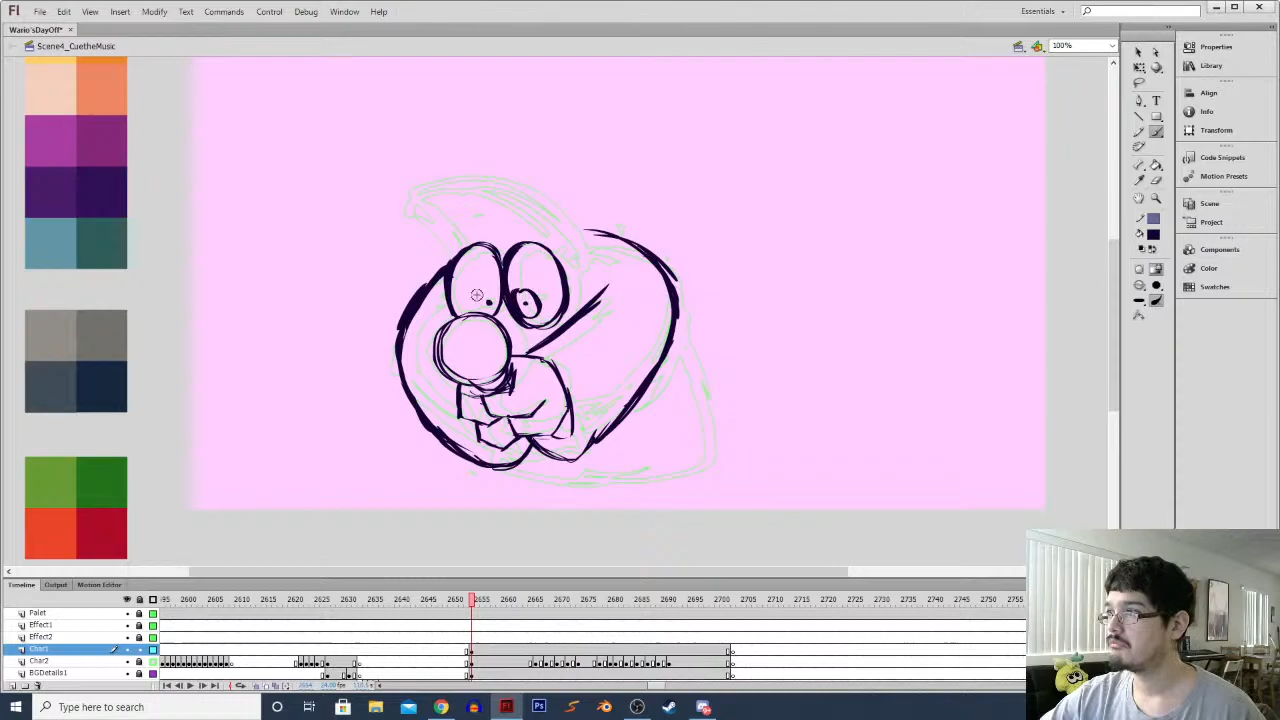 Fl
File Edit View Insert Modify Text Commands Control Debug Window Help
Essentials
Wario'sDayOff*
Scene4_CuetheMusic
100%
Properties
Library
Align
Info
Transform
Code Snippets
Motion Presets
Scene
Project
Components
Color
Swatches
Timeline Output Motion Editor
2600 2605 2610 2615 2620 2625 2630 2635 2640 2645 2650 2655 2660 2665 2670 2675 2680 2685 2690 2695 2700 2705 2710 2715 2720 2725 2730 2735 2740 2745 2750 2755
Palet
Effect1
Effect2
Char1
Char2
BGDetails1
Type here to search
Fl
Ps